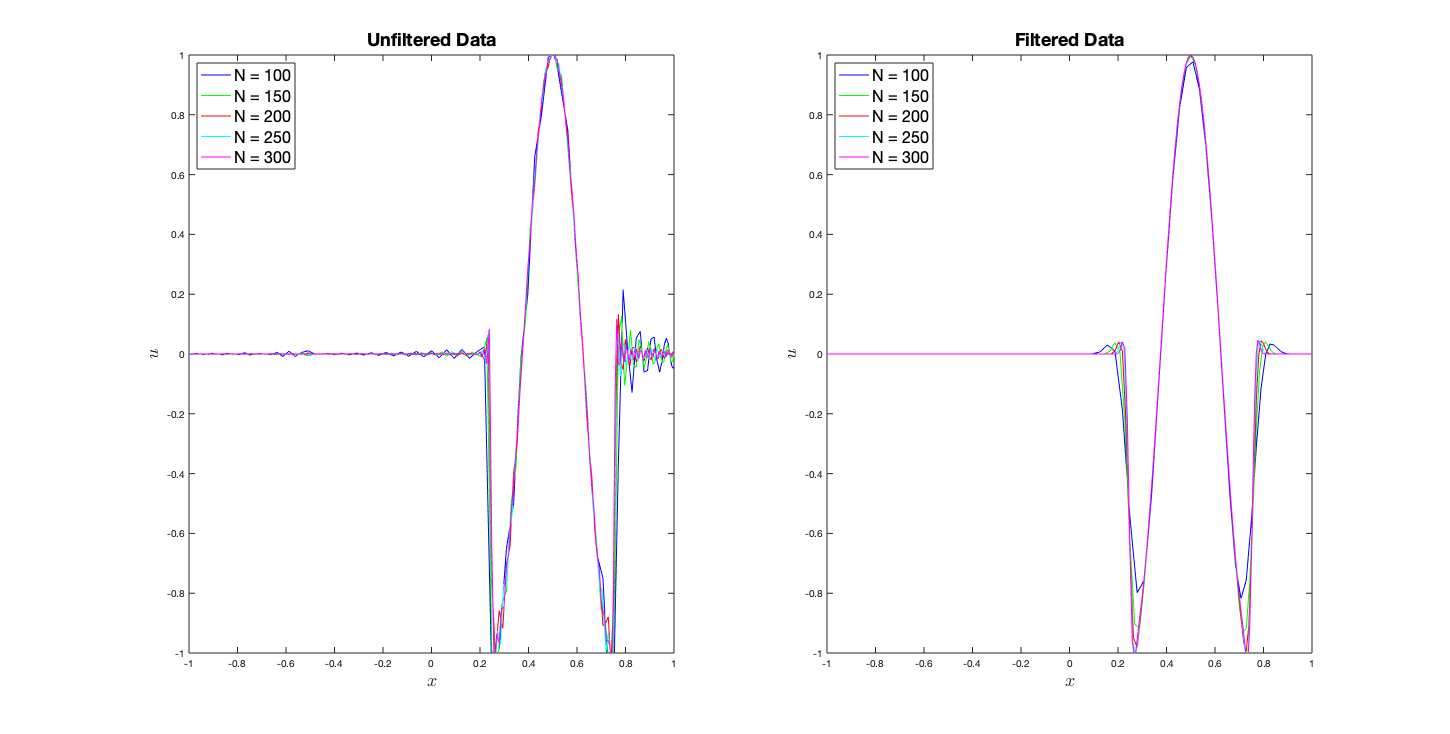 Unfiltered Data
N = 100
N = 150
N = 200
N = 250
N = 300
1
0.8
0.6
0.4
0.2
0
-0.2
-0.4
-0.6
-0.8
-1
u
-1 -0.8 -0.6 -0.4 -0.2 0 0.2 0.4 0.6 0.8 1
x
Filtered Data
N = 100
N = 150
N = 200
N = 250
N = 300
1
0.8
0.6
0.4
0.2
0
-0.2
-0.4
-0.6
-0.8
-1
u
-1 -0.8 -0.6 -0.4 -0.2 0 0.2 0.4 0.6 0.8 1
x